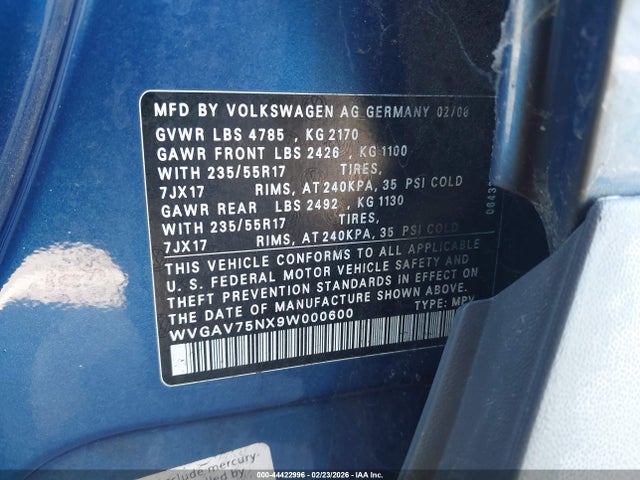 MFD BY VOLKSWAGEN AG GERMANY 02/08
GVWR LBS 4785 , KG 2170
GAWR FRONT LBS 2426 , KG 1100
WITH 235/55R17 TIRES,
7JX17 RIMS, AT 240KPA, 35 PSI COLD
GAWR REAR LBS 2492 , KG 1130
WITH 235/55R17 TIRES,
7JX17 RIMS, AT 240KPA, 35 PSI COLD
THIS VEHICLE CONFORMS TO ALL APPLICABLE
U. S. FEDERAL MOTOR VEHICLE SAFETY AND
THEFT PREVENTION STANDARDS IN EFFECT ON
THE DATE OF MANUFACTURE SHOWN ABOVE.
WVGAV75NX9W000600 TYPE: MPV
include mercury.
by
000-44422996 - 02/23/2026 - IAA Inc.